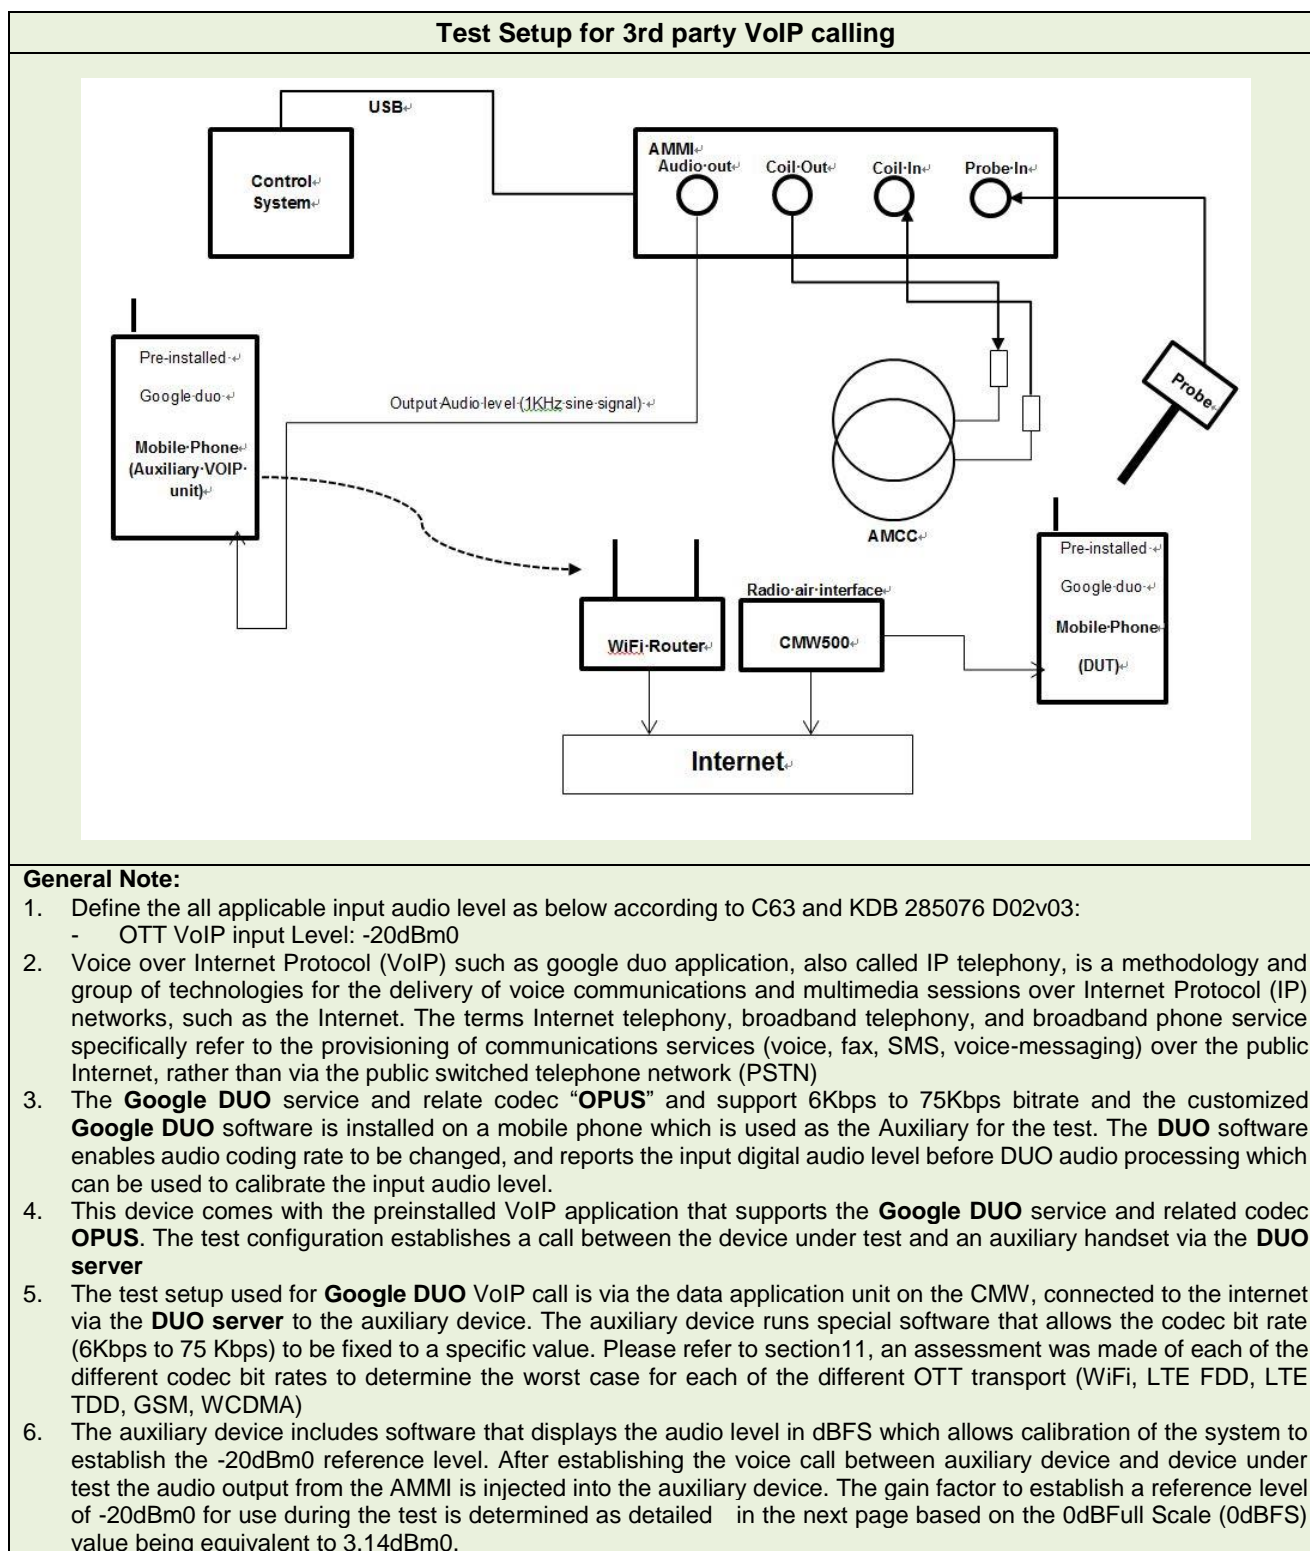 Test Setup for 3rd party VoIP calling
USB
Control
System
AMMI
Audio out
Coil Out
Coil In
Probe In
Pre-installed
Google duo
Mobile Phone
(Auxiliary VOIP
unit)
Output Audio level (1KHz sine signal)
Probe
AMCC
Pre-installed
Google duo
Mobile Phone
(DUT)
WiFi Router
Radio air interface
CMW500
Internet
General Note:
1. Define the all applicable input audio level as below according to C63 and KDB 285076 D02v03:
- OTT VoIP input Level: -20dBm0
2. Voice over Internet Protocol (VoIP) such as google duo application, also called IP telephony, is a methodology and
group of technologies for the delivery of voice communications and multimedia sessions over Internet Protocol (IP)
networks, such as the Internet. The terms Internet telephony, broadband telephony, and broadband phone service
specifically refer to the provisioning of communications services (voice, fax, SMS, voice-messaging) over the public
Internet, rather than via the public switched telephone network (PSTN)
3. The Google DUO service and relate codec “OPUS” and support 6Kbps to 75Kbps bitrate and the customized
Google DUO software is installed on a mobile phone which is used as the Auxiliary for the test. The DUO software
enables audio coding rate to be changed, and reports the input digital audio level before DUO audio processing which
can be used to calibrate the input audio level.
4. This device comes with the preinstalled VoIP application that supports the Google DUO service and related codec
OPUS. The test configuration establishes a call between the device under test and an auxiliary handset via the DUO
server
5. The test setup used for Google DUO VoIP call is via the data application unit on the CMW, connected to the internet
via the DUO server to the auxiliary device. The auxiliary device runs special software that allows the codec bit rate
(6Kbps to 75 Kbps) to be fixed to a specific value. Please refer to section11, an assessment was made of each of the
different codec bit rates to determine the worst case for each of the different OTT transport (WiFi, LTE FDD, LTE
TDD, GSM, WCDMA)
6. The auxiliary device includes software that displays the audio level in dBFS which allows calibration of the system to
establish the -20dBm0 reference level. After establishing the voice call between auxiliary device and device under
test the audio output from the AMMI is injected into the auxiliary device. The gain factor to establish a reference level
of -20dBm0 for use during the test is determined as detailed in the next page based on the 0dBFull Scale (0dBFS)
value being equivalent to 3.14dBm0.